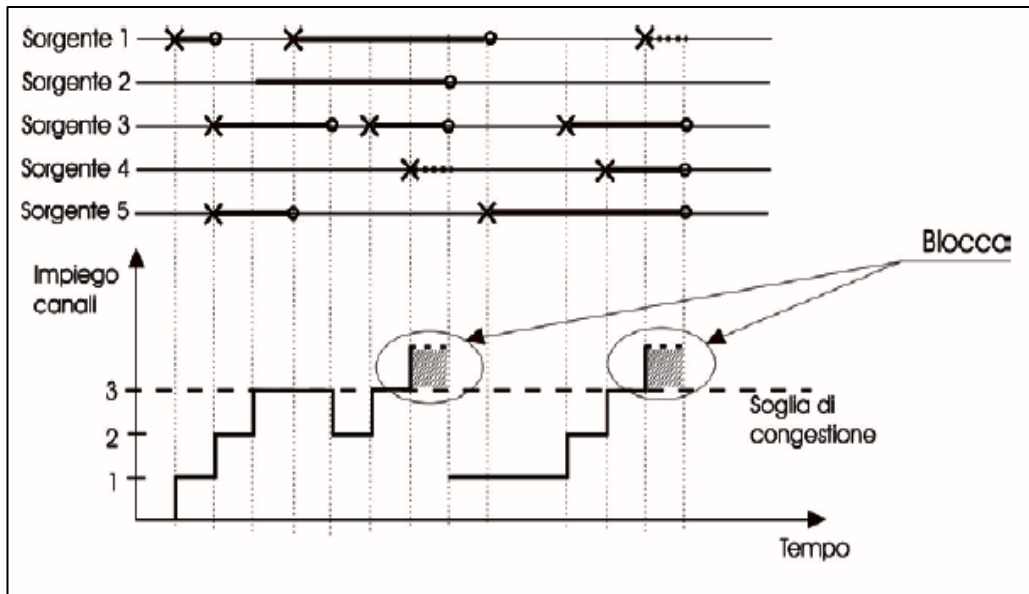 Sorgente 1
Sorgente 2
Sorgente 3
Sorgente 4
Sorgente 5
Blocca
Impiego
canali
3
Soglia di
congestione
2
1
Tempo